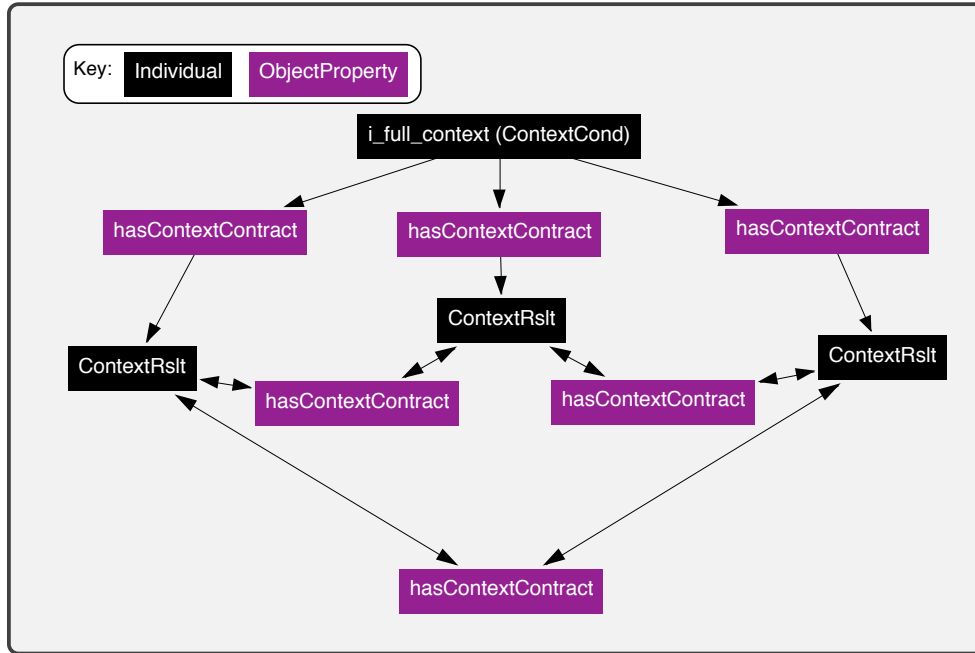 Key: Individual ObjectProperty
i_full_context (ContextCond)
hasContextContract hasContextContract hasContextContract
ContextRslt
ContextRslt ContextRslt
hasContextContract hasContextContract
hasContextContract